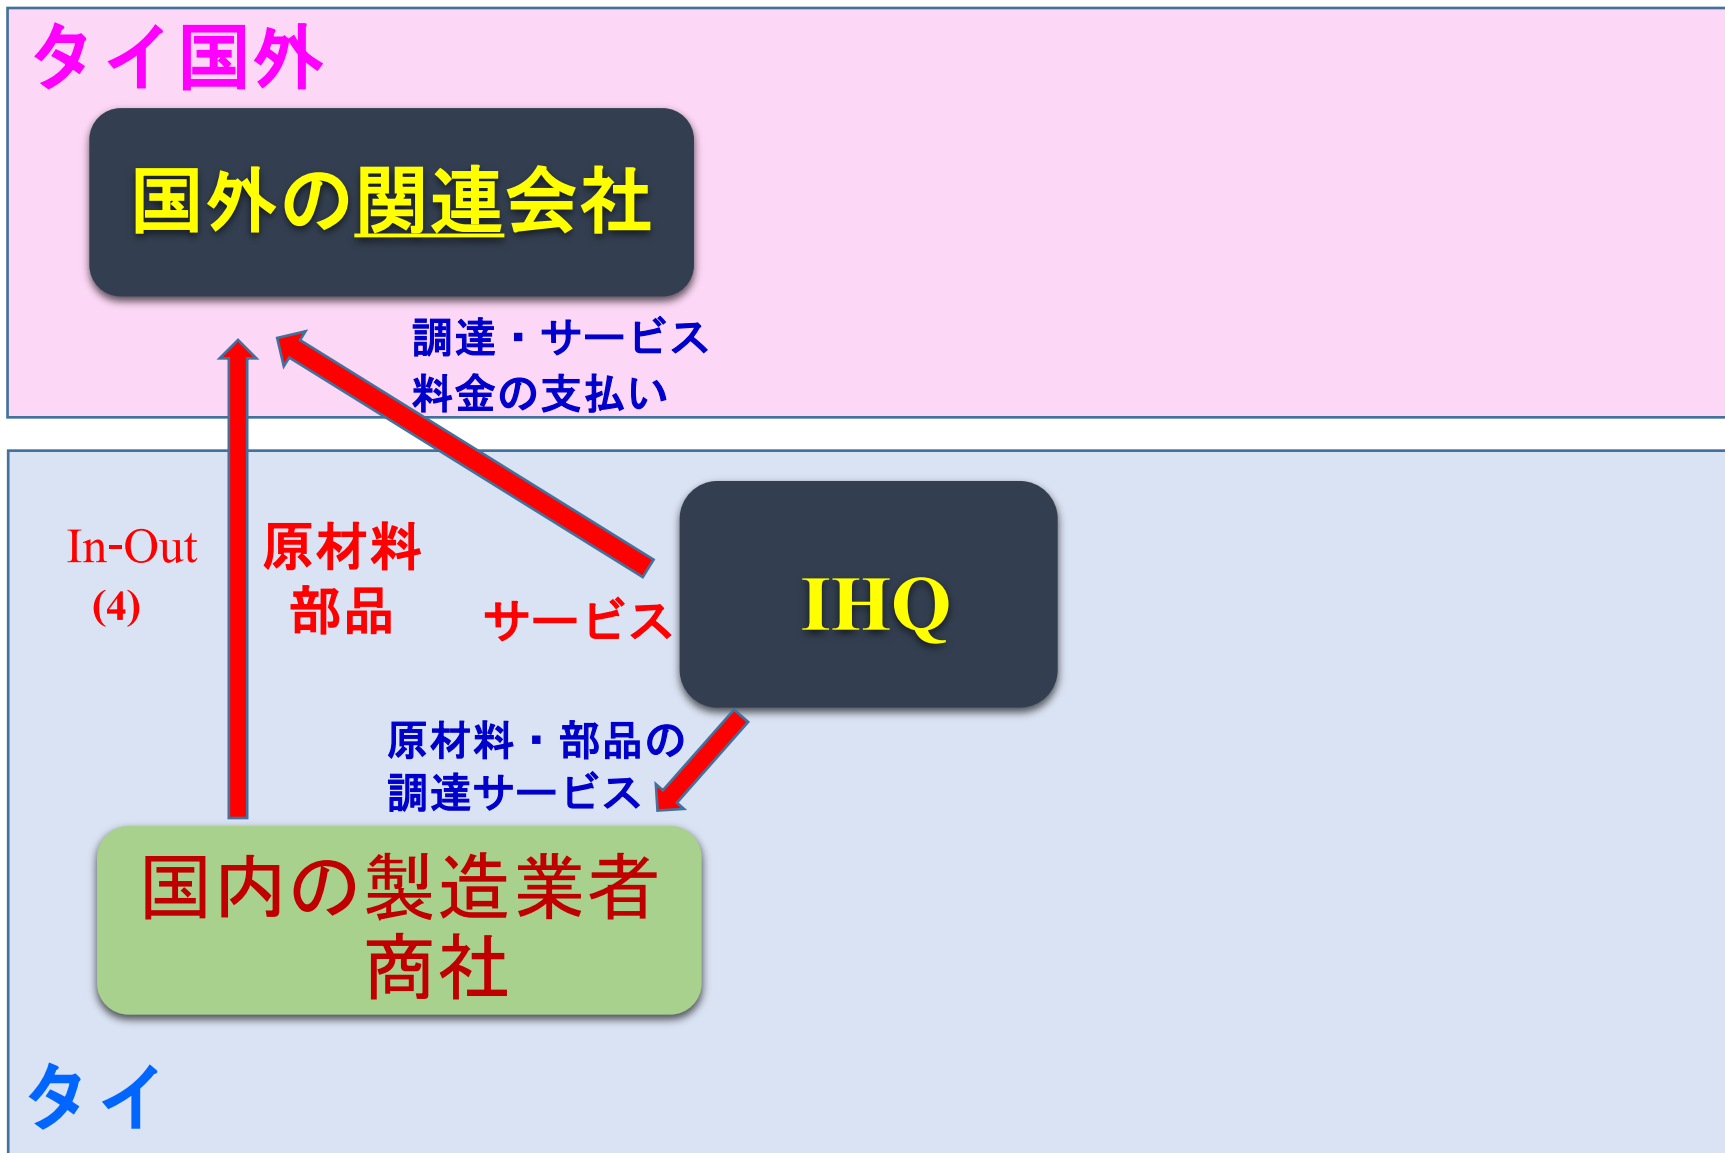 タイ国外
国外の関連会社
調達・サービス
料金の支払い
In-Out
(4)
原材料
部品
サービス
IHQ
原材料・部品の
調達サービス
国内の製造業者
商社
タイ